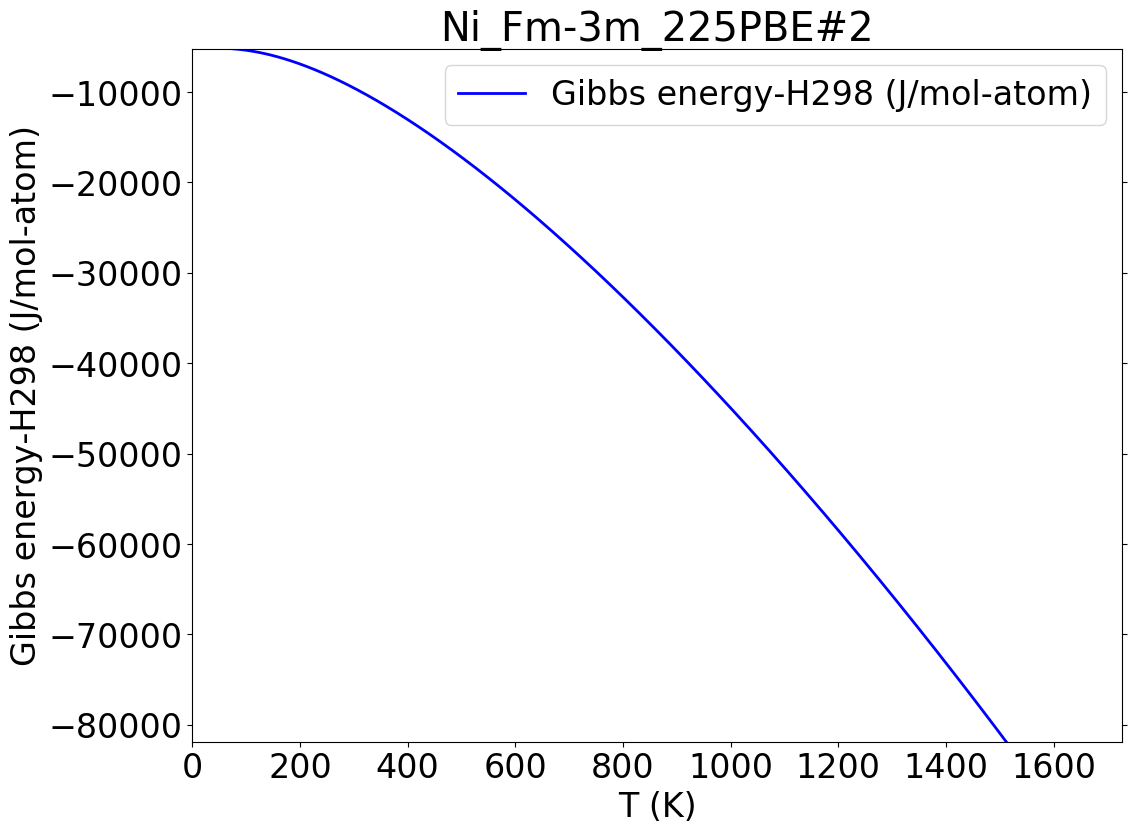 Ni_Fm-3m_225PBE#2
Gibbs energy-H298 (J/mol-atom)
Gibbs energy-H298 (J/mol-atom)
−10000
−20000
−30000
−40000
−50000
−60000
−70000
−80000
0 200 400 600 800 1000 1200 1400 1600
T (K)